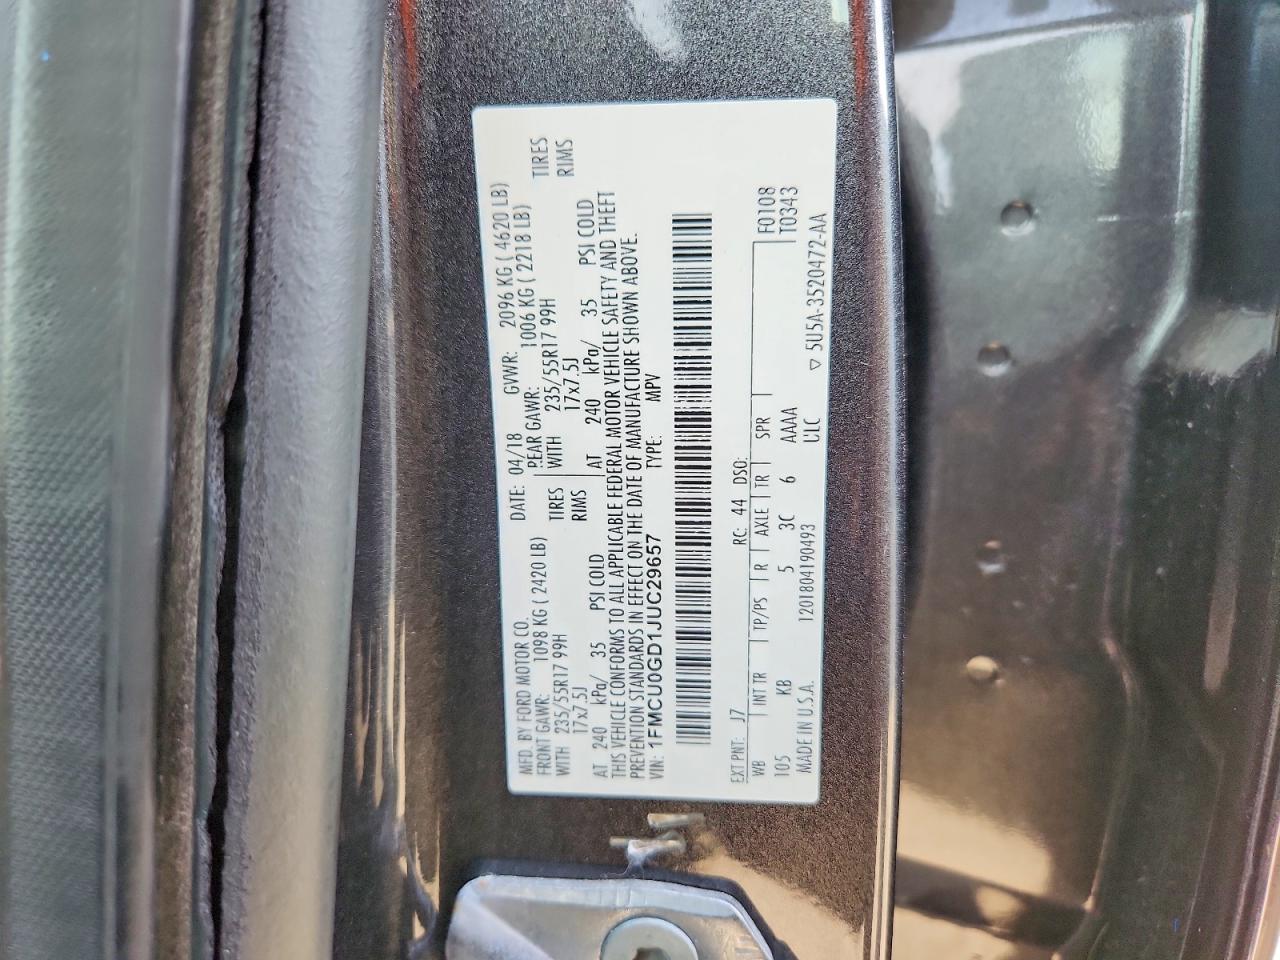 MFD. BY FORD MOTOR CO.
DATE: 04/18 GVWR: 2096 KG ( 4620 LB)
FRONT GAWR: 1098 KG ( 2420 LB) REAR GAWR: 1006 KG ( 2218 LB)
WITH 235/55R17 99H TIRES WITH 235/55R17 99H TIRES
17x7.5J RIMS 17x7.5J RIMS
AT 240 kPa/ 35 PSI COLD AT 240 kPa/ 35 PSI COLD
THIS VEHICLE CONFORMS TO ALL APPLICABLE FEDERAL MOTOR VEHICLE SAFETY AND THEFT
PREVENTION STANDARDS IN EFFECT ON THE DATE OF MANUFACTURE SHOWN ABOVE.
VIN: 1FMCU0GD1JUC29657 TYPE: MPV
F0108
EXT PNT: J7 RC: 44 DSO: T0343
WB INT TR TP/PS R AXLE TR SPR
105 KB 5 3C 6 AAAA
MADE IN U.S.A. 1201804190493 ULC ▽ 5U5A-3520472-AA